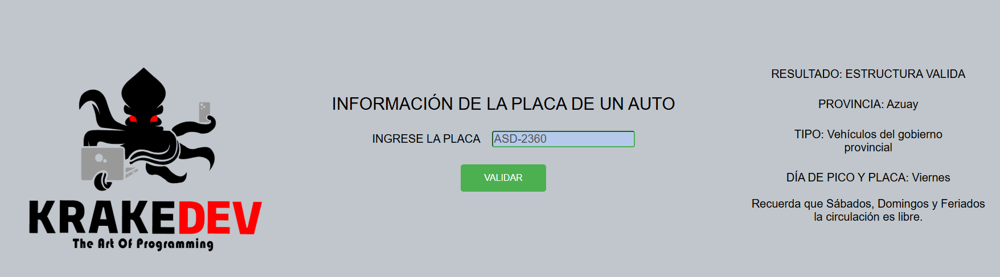 KRAKEDEV
The Art Of Programming
INFORMACIÓN DE LA PLACA DE UN AUTO
INGRESE LA PLACA ASD-2360
VALIDAR
RESULTADO: ESTRUCTURA VALIDA
PROVINCIA: Azuay
TIPO: Vehículos del gobierno
provincial
DÍA DE PICO Y PLACA: Viernes
Recuerda que Sábados, Domingos y Feriados
la circulación es libre.